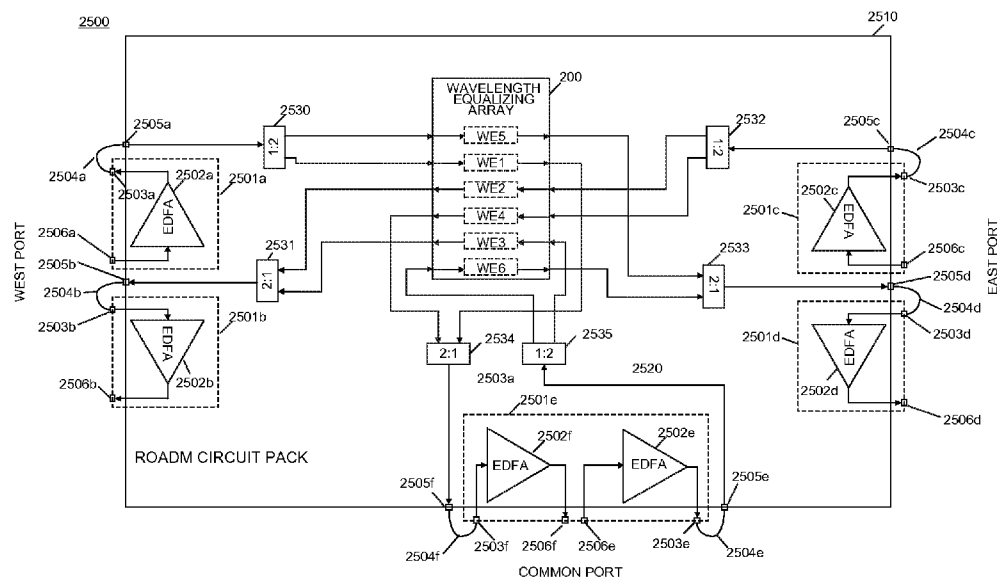 2500
2510
200
WAVELENGTH
EQUALIZING
ARRAY
2530
1:2
WE5
WE1
WE2
WE4
WE3
WE6
2532
1:2
2505a
2504a
2503a
2502a
2501a
EDFA
2506a
2505b
2504b
2503b
2501b
EDFA
2502b
2506b
WEST PORT
2531
2:1
2533
2:1
2505c
2504c
2503c
2502c
2501c
EDFA
2506c
2505d
2504d
2503d
2501d
EDFA
2502d
2506d
EAST PORT
2:1
2534
1:2
2535
2503a
2520
2501e
2502f
EDFA
2502e
EDFA
ROADM CIRCUIT PACK
2505f
2505e
2504f
2503f
2506f
2506e
2503e
2504e
COMMON PORT